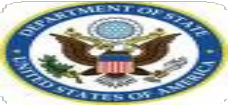 DEPARTMENT OF STATE
UNITED STATES OF AMERICA